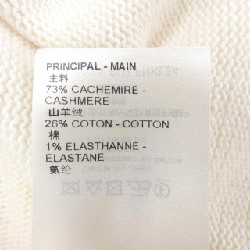 PRINCIPAL - MAIN
主料
73% CACHEMIRE -
CASHMERE
山羊绒
26% COTON - COTTON
棉
1% ELASTHANNE -
ELASTANE
氨纶